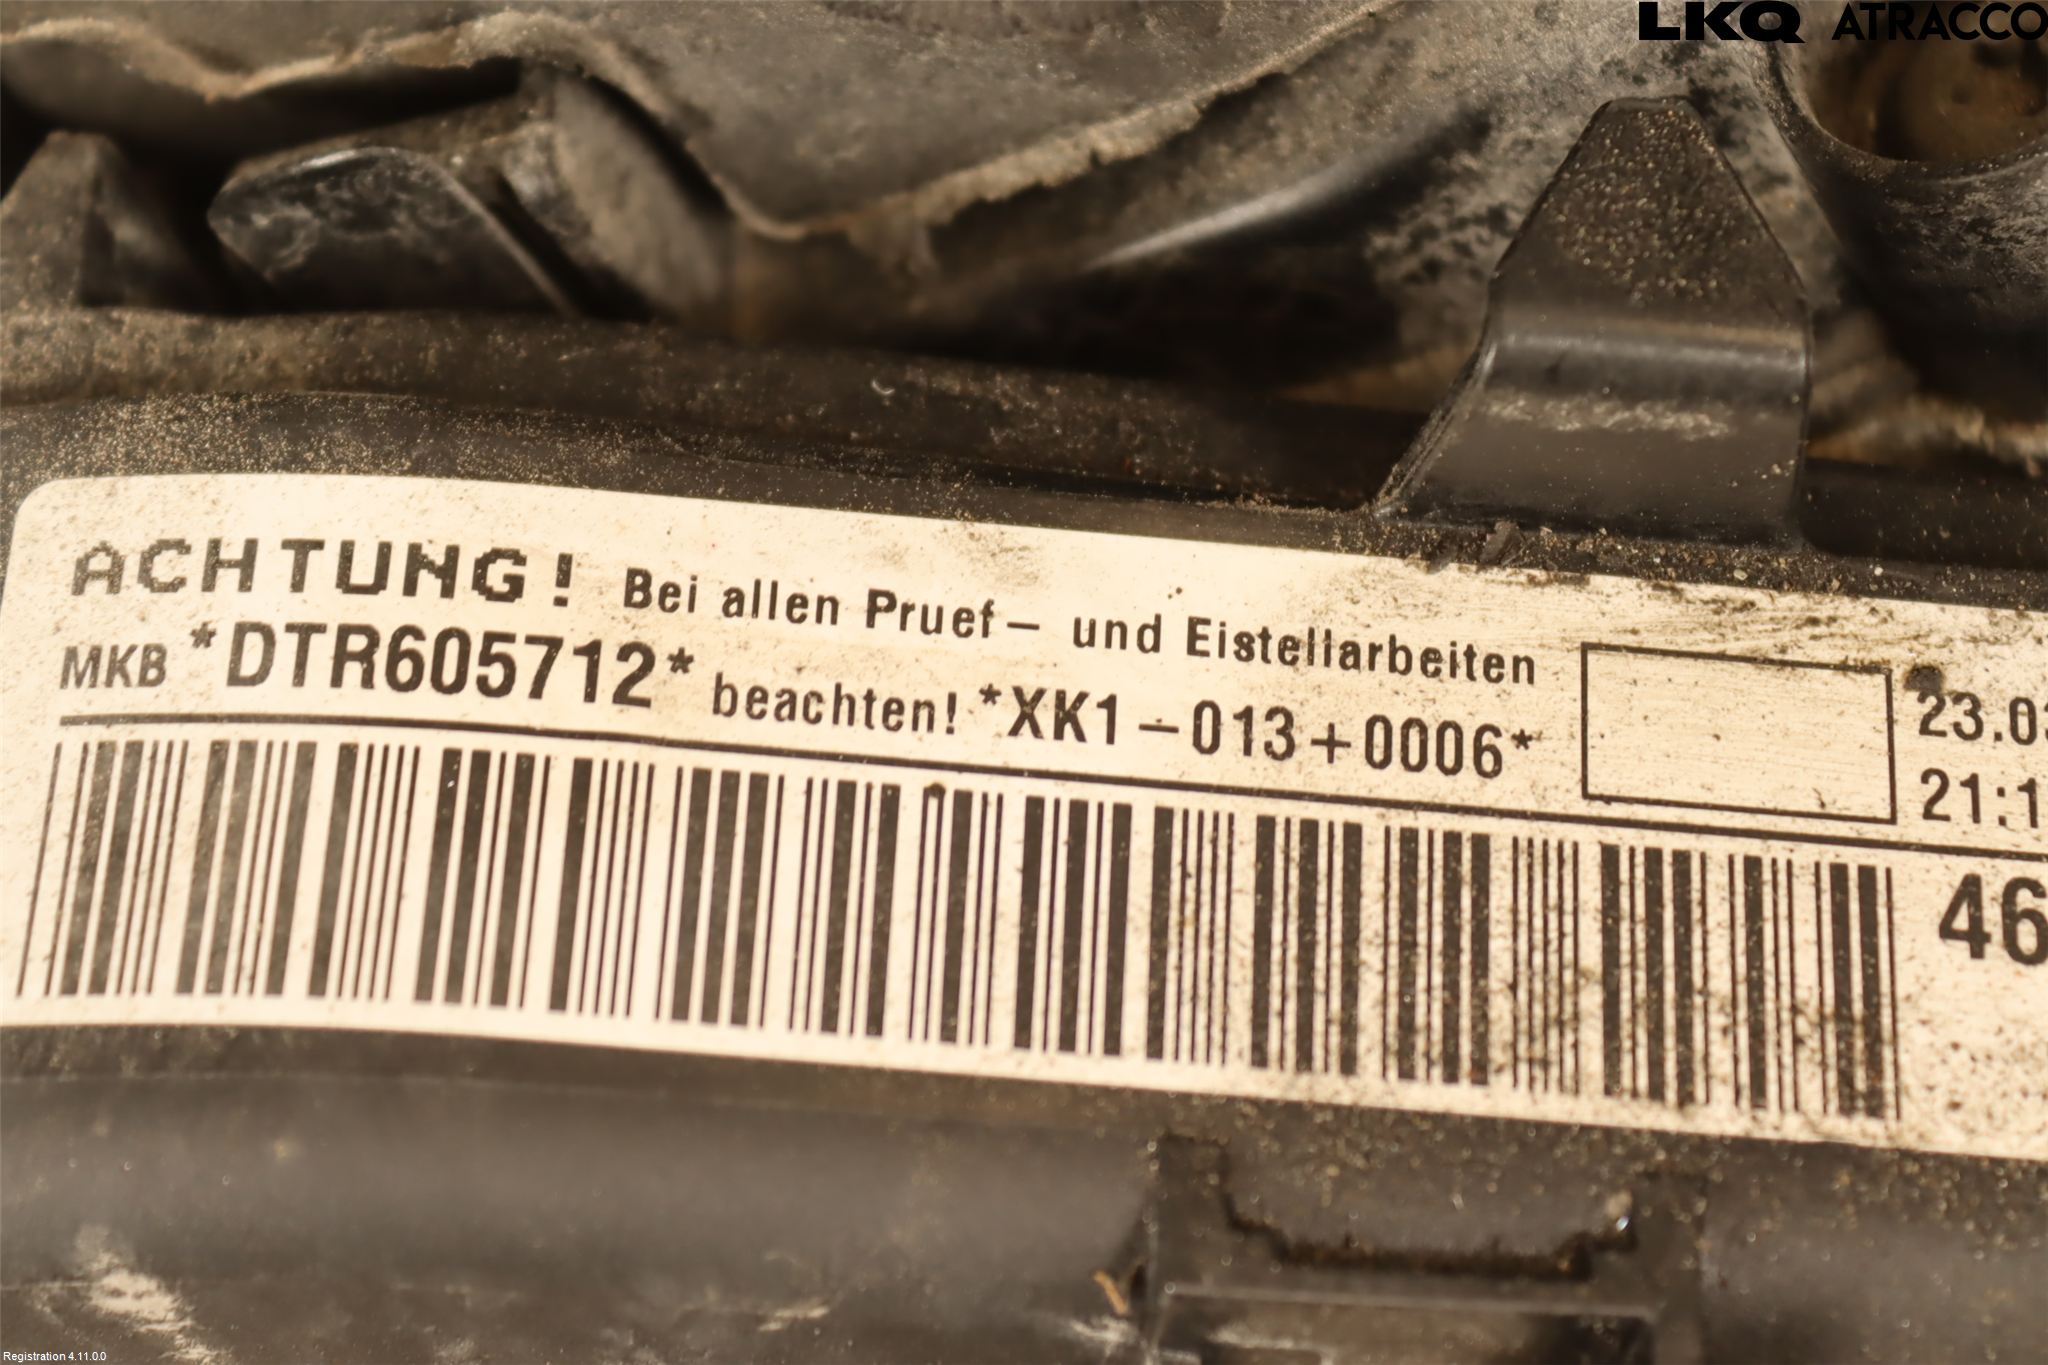 LKQ ATRACCO
ACHTUNG! Bei allen Pruef- und Eistellarbeiten
MKB *DTR605712* beachten! *XK1-013+0006*
23.03
21:1
46
Registration 4.11.0.0